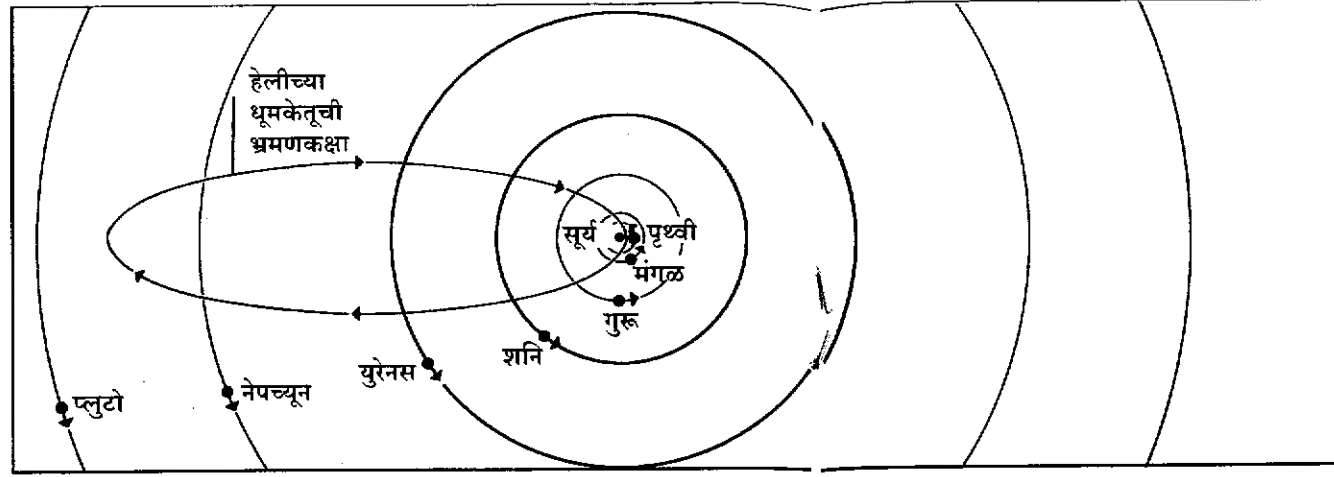 हेलीच्या
धूमकेतूची
भ्रमणकक्षा
सूर्य
पृथ्वी
मंगळ
गुरू
शनि
युरेनस
नेपच्यून
प्लुटो